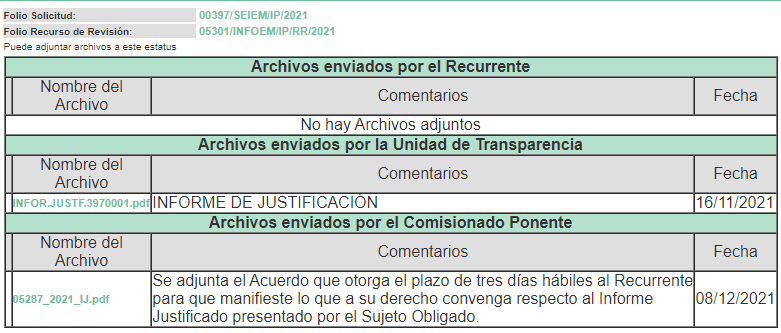 Folio Solicitud: 00397/SEIEM/IP/2021
Folio Recurso de Revisión: 05301/INFOEM/IP/RR/2021
Puede adjuntar archivos a este estatus
Archivos enviados por el Recurrente
Nombre del
Archivo
Comentarios
Fecha
No hay Archivos adjuntos
Archivos enviados por la Unidad de Transparencia
Nombre del
Archivo
Comentarios
Fecha
INFOR.JUSTF.3970001.pdf INFORME DE JUSTIFICACIÓN 16/11/2021
Archivos enviados por el Comisionado Ponente
Nombre del
Archivo
Comentarios
Fecha
05287_2021_IJ.pdf
Se adjunta el Acuerdo que otorga el plazo de tres días hábiles al Recurrente
para que manifieste lo que a su derecho convenga respecto al Informe
Justificado presentado por el Sujeto Obligado.
08/12/2021